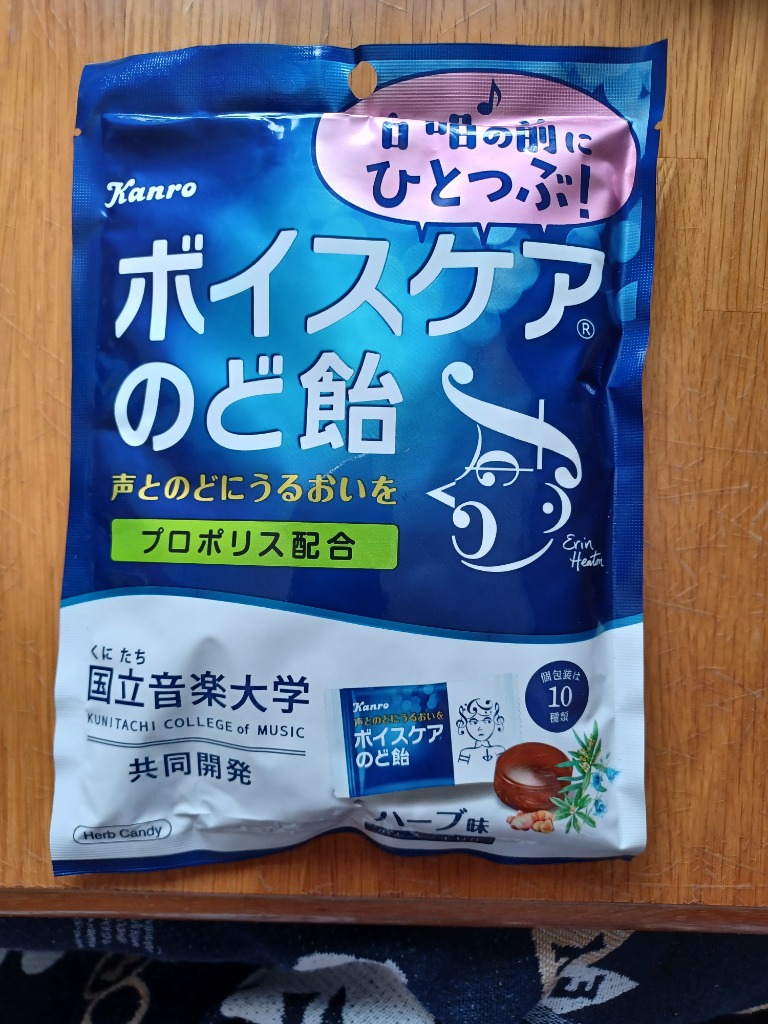 の前に
ひとつぶ!
Kanro
ボイスケア®
のど飴
声とのどにうるおいを
プロポリス配合
Erin
Heaton
くにたち
国立音楽大学
KUNITACHI COLLEGE of MUSIC
共同開発
Kanro
声とのどにうるおいを
ボイスケア
のど飴
個包装は
10
種類
ハーブ味
Herb Candy